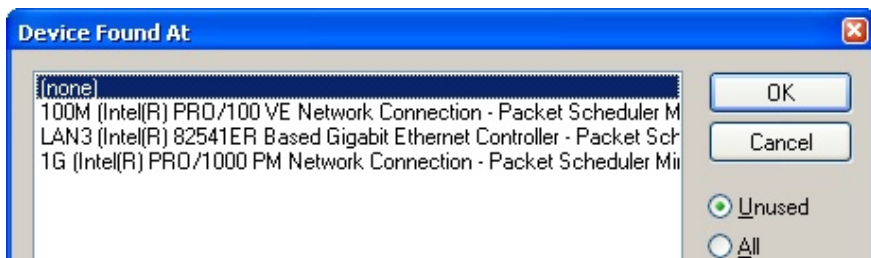 Device Found At
(none)
100M (Intel(R) PRO/100 VE Network Connection - Packet Scheduler M
LAN3 (Intel(R) 82541ER Based Gigabit Ethernet Controller - Packet Sch
1G (Intel(R) PRO/1000 PM Network Connection - Packet Scheduler Min
OK
Cancel
Unused
All